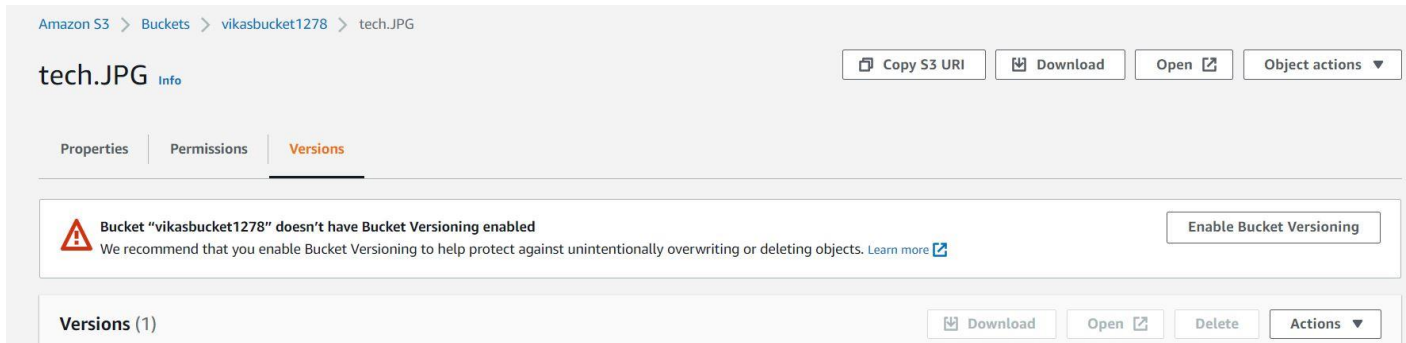 Amazon S3 > Buckets > vikasbucket1278 > tech.JPG
tech.JPG Info
Copy S3 URI Download Open Object actions ▼
Properties Permissions Versions
Bucket “vikasbucket1278” doesn’t have Bucket Versioning enabled
Enable Bucket Versioning
We recommend that you enable Bucket Versioning to help protect against unintentionally overwriting or deleting objects. Learn more
Versions (1)
Download Open Delete Actions ▼